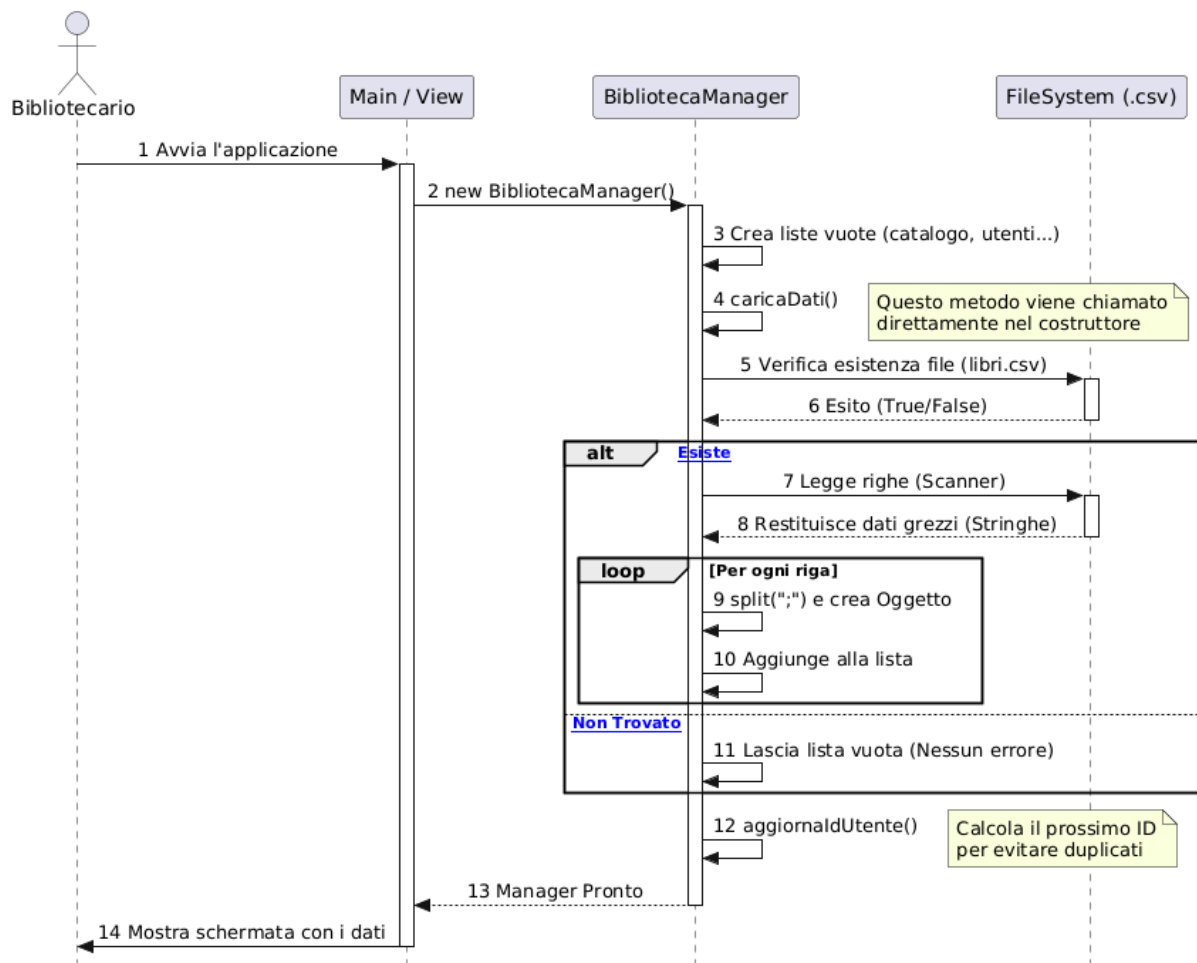 Bibliotecario
Main / View
BibliotecaManager
FileSystem (.csv)
1 Avvia l'applicazione
2 new BibliotecaManager()
3 Crea liste vuote (catalogo, utenti...)
4 caricaDati()
Questo metodo viene chiamato
direttamente nel costruttore
5 Verifica esistenza file (libri.csv)
6 Esito (True/False)
alt
Esiste
7 Legge righe (Scanner)
8 Restituisce dati grezzi (Stringhe)
loop
[Per ogni riga]
9 split(";") e crea Oggetto
10 Aggiunge alla lista
Non Trovato
11 Lascia lista vuota (Nessun errore)
12 aggiornaIdUtente()
Calcola il prossimo ID
per evitare duplicati
13 Manager Pronto
14 Mostra schermata con i dati